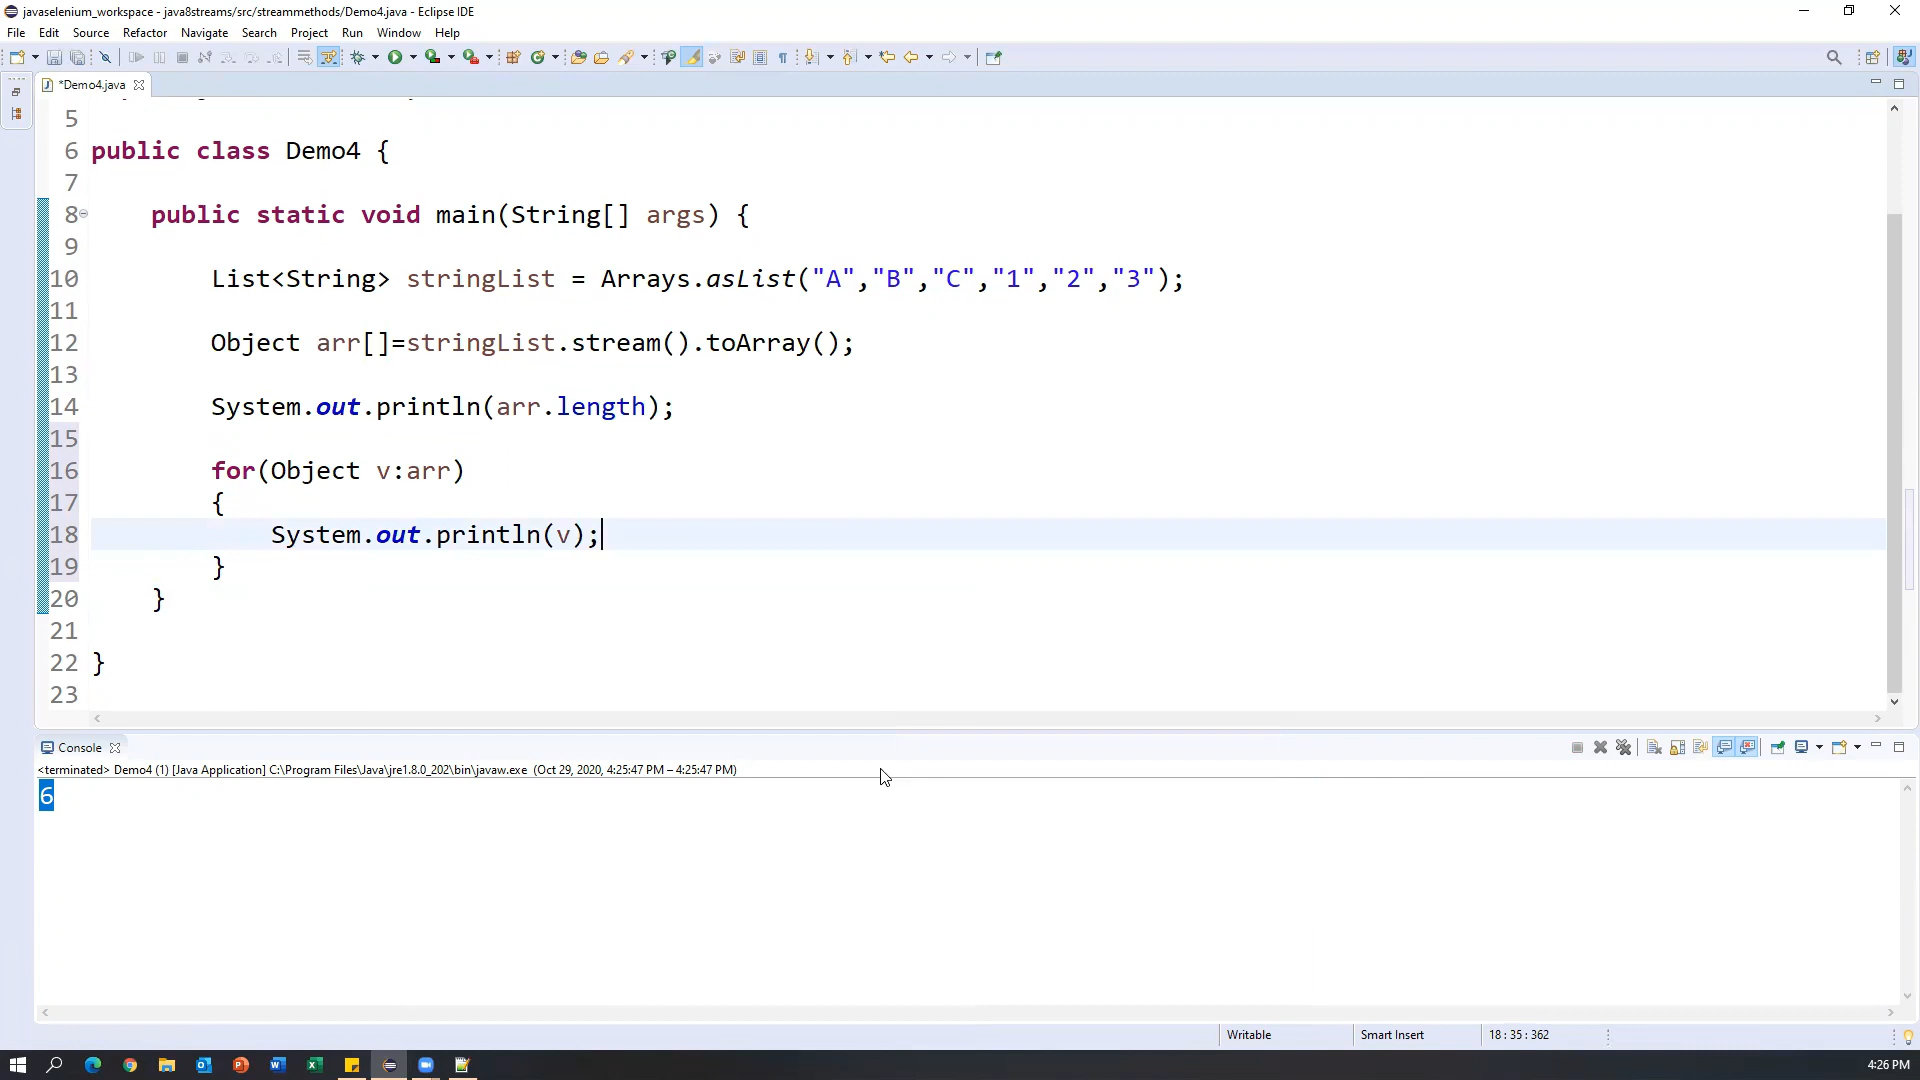 javaselenium_workspace - java8streams/src/streammethods/Demo4.java - Eclipse IDE
File Edit Source Refactor Navigate Search Project Run Window Help
*Demo4.java
5
6 public class Demo4 {
7
8 public static void main(String[] args) {
9
10 List<String> stringList = Arrays.asList("A","B","C","1","2","3");
11
12 Object arr[]=stringList.stream().toArray();
13
14 System.out.println(arr.length);
15
16 for(Object v:arr)
17 {
18 System.out.println(v);
19 }
20 }
21
22 }
23
Console
<terminated> Demo4 (1) [Java Application] C:\Program Files\Java\jre1.8.0_202\bin\javaw.exe (Oct 29, 2020, 4:25:47 PM – 4:25:47 PM)
6
Writable Smart Insert 18 : 35 : 362
4:26 PM